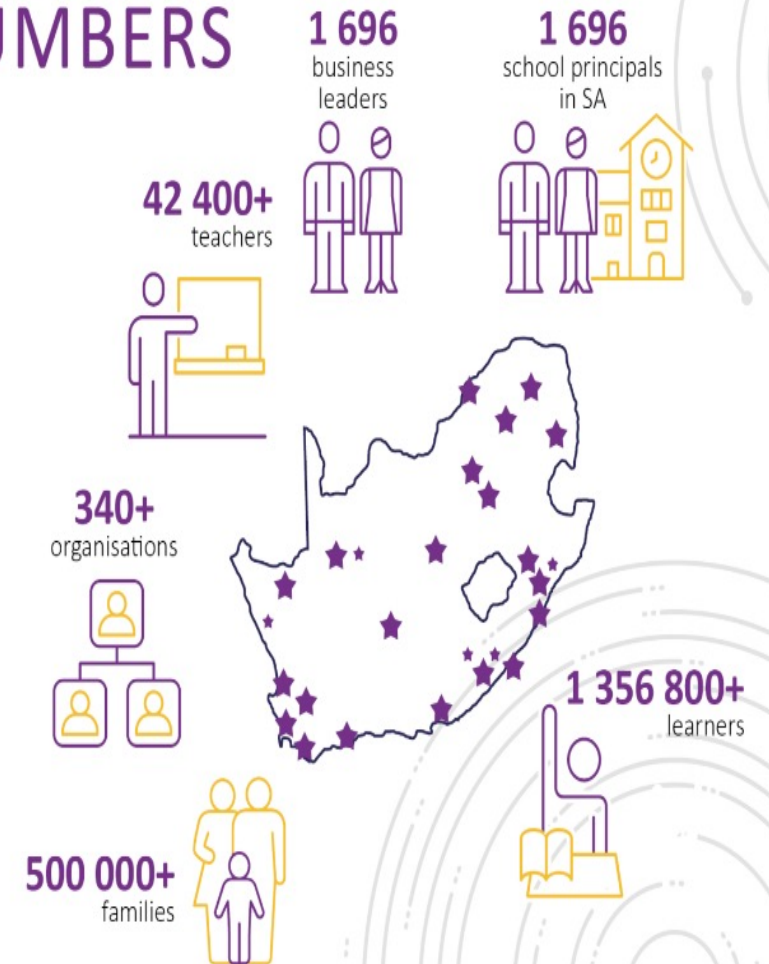 UMBERS
1 696
business
leaders
1 696
school principals
in SA
42 400+
teachers
340+
organisations
1 356 800+
learners
500 000+
families